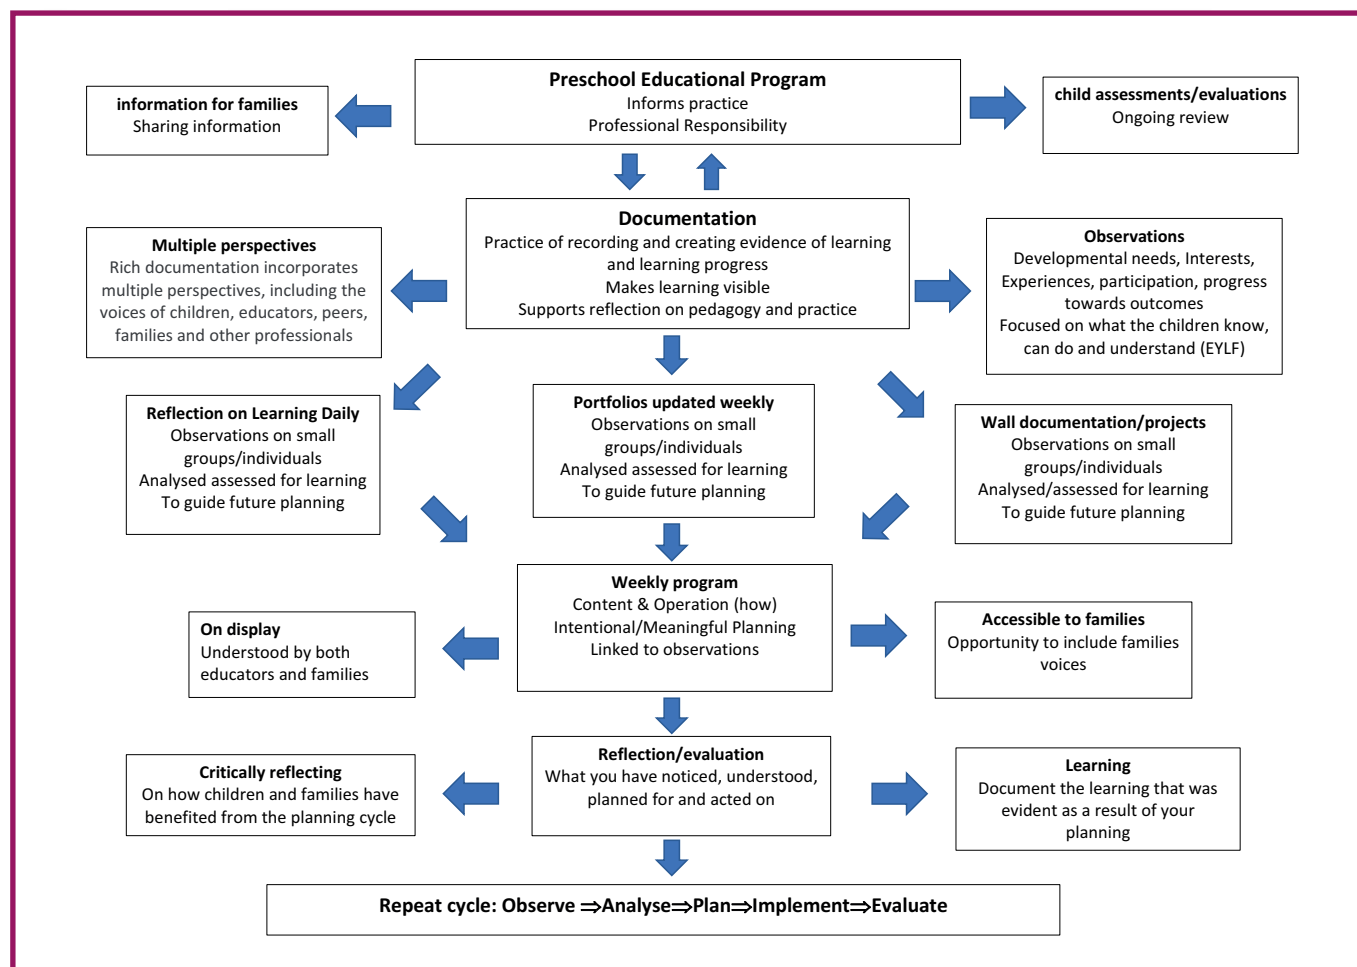 Preschool Educational Program
Informs practice
Professional Responsibility
information for families
Sharing information
child assessments/evaluations
Ongoing review
Documentation
Practice of recording and creating evidence of learning
and learning progress
Makes learning visible
Supports reflection on pedagogy and practice
Multiple perspectives
Rich documentation incorporates
multiple perspectives, including the
voices of children, educators, peers,
families and other professionals
Observations
Developmental needs, Interests,
Experiences, participation, progress
towards outcomes
Focused on what the children know,
can do and understand (EYLF)
Reflection on Learning Daily
Observations on small
groups/individuals
Analysed assessed for learning
To guide future planning
Portfolios updated weekly
Observations on small
groups/individuals
Analysed assessed for learning
To guide future planning
Wall documentation/projects
Observations on small
groups/individuals
Analysed/assessed for learning
To guide future planning
Weekly program
Content & Operation (how)
Intentional/Meaningful Planning
Linked to observations
On display
Understood by both
educators and families
Accessible to families
Opportunity to include families
voices
Reflection/evaluation
What you have noticed, understood,
planned for and acted on
Critically reflecting
On how children and families have
benefited from the planning cycle
Learning
Document the learning that was
evident as a result of your
planning
Repeat cycle: Observe ⇒Analyse⇒Plan⇒Implement⇒Evaluate